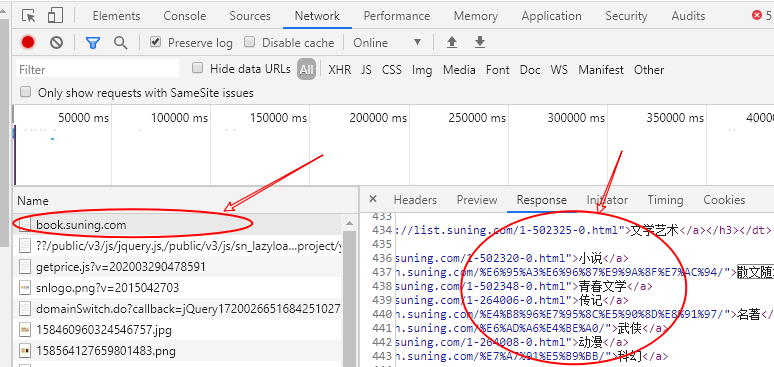 Elements Console Sources Network Performance Memory Application Security Audits 5
Preserve log Disable cache Online
Filter Hide data URLs All XHR JS CSS Img Media Font Doc WS Manifest Other
Only show requests with SameSite issues
50000 ms 100000 ms 150000 ms 200000 ms 250000 ms 300000 ms 350000 ms
Name
book.suning.com
??/public/v3/js/jquery.js,/public/v3/js/sn_lazyloa...project/
getprice.js?v=202003290478591
snlogo.png?v=2015042703
domainSwitch.do?callback=jQuery1720026651684251027
158460960324546757.jpg
158564127659801483.png
× Headers Preview Response Initiator Timing Cookies
433
434 ://list.suning.com/1-502325-0.html">文学艺术</a></h3></dt>
435
436 suning.com/1-502320-0.html">小说</a>
437 h.suning.com/%E6%95%A3%E6%96%87%E9%9A%8F%E7%AC%94/">散文随
438 suning.com/1-502348-0.html">青春文学</a>
439 suning.com/1-264006-0.html">传记</a>
440 h.suning.com/%E4%B8%96%E7%95%8C%E5%90%8D%E8%91%97/">名著</a>
441 h.suning.com/%E6%AD%A6%E4%BE%A0/">武侠</a>
442 suning.com/1-264008-0.html">动漫</a>
443 h.suning.com/%E7%A7%91%E5%B9%BB/">科幻</a>